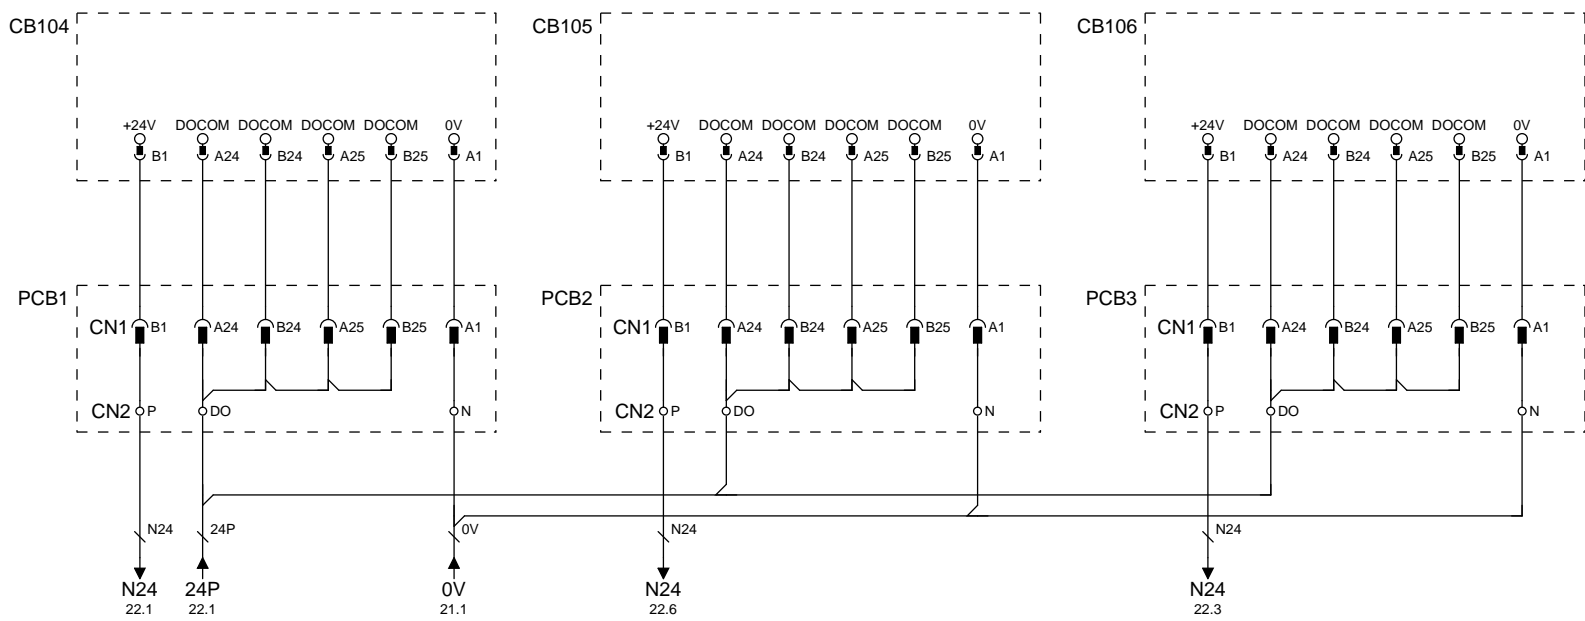 CB104 CB105 CB106
+24V DOCOM DOCOM DOCOM DOCOM 0V +24V DOCOM DOCOM DOCOM DOCOM 0V +24V DOCOM DOCOM DOCOM DOCOM 0V
B1 A24 B24 A25 B25 A1 B1 A24 B24 A25 B25 A1 B1 A24 B24 A25 B25 A1
PCB1 PCB2 PCB3
CN1 B1 A24 B24 A25 B25 A1 CN1 B1 A24 B24 A25 B25 A1 CN1 B1 A24 B24 A25 B25 A1
CN2 P DO N CN2 P DO N CN2 P DO N
N24 24P 0V N24 N24
N24 24P 0V N24 N24
22.1 22.1 21.1 22.6 22.3